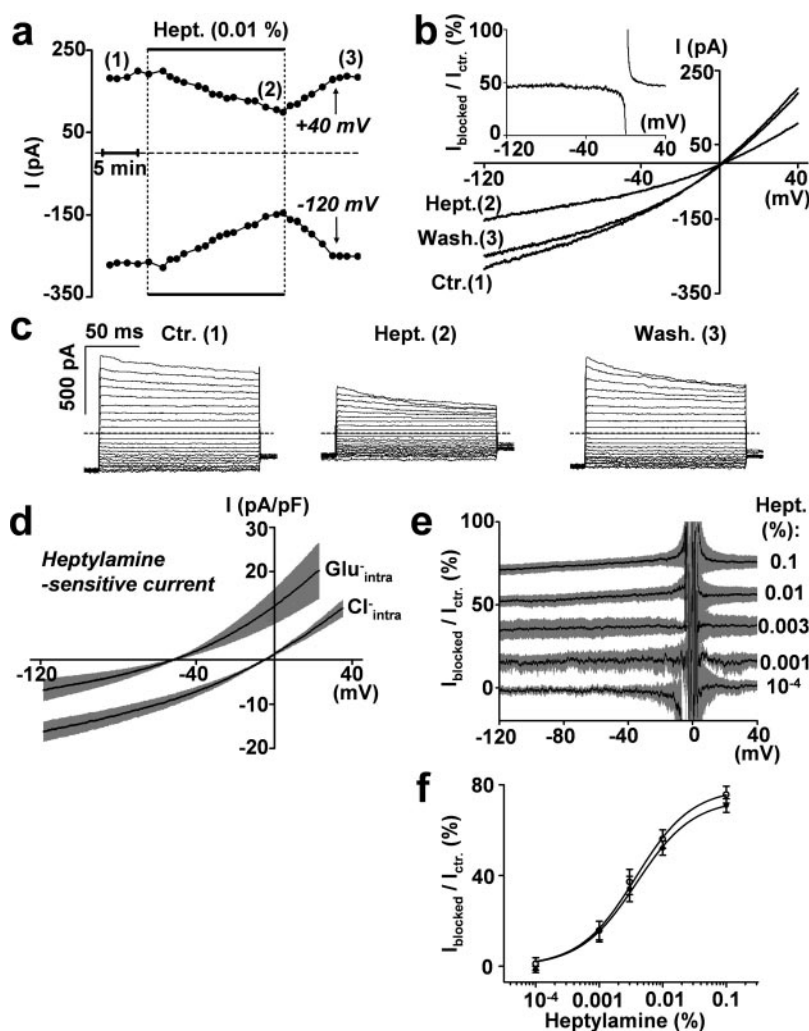 a
Hept. (0.01 %)
250
(1)
(2)
(3)
50
+40 mV
5 min
I (pA)
-120 mV
-150
-350
b
I_blocked / I_ctr. (%)
100
50
0
-120
-40
40
(mV)
I (pA)
250
50
-120
-40
40
(mV)
-150
-350
Hept.(2)
Wash.(3)
Ctr.(1)
c
50 ms
500 pA
Ctr. (1)
Hept. (2)
Wash. (3)
d
I (pA/pF)
30
20
Heptylamine
-sensitive current
Glu⁻intra
Cl⁻intra
-120
-40
40
(mV)
-10
-20
e
Hept.
(%):
I_blocked / I_ctr. (%)
100
50
0
0.1
0.01
0.003
0.001
10⁻⁴
-120
-80
-40
0
40
(mV)
f
I_blocked / I_ctr. (%)
80
40
0
10⁻⁴
0.001
0.01
0.1
Heptylamine (%)